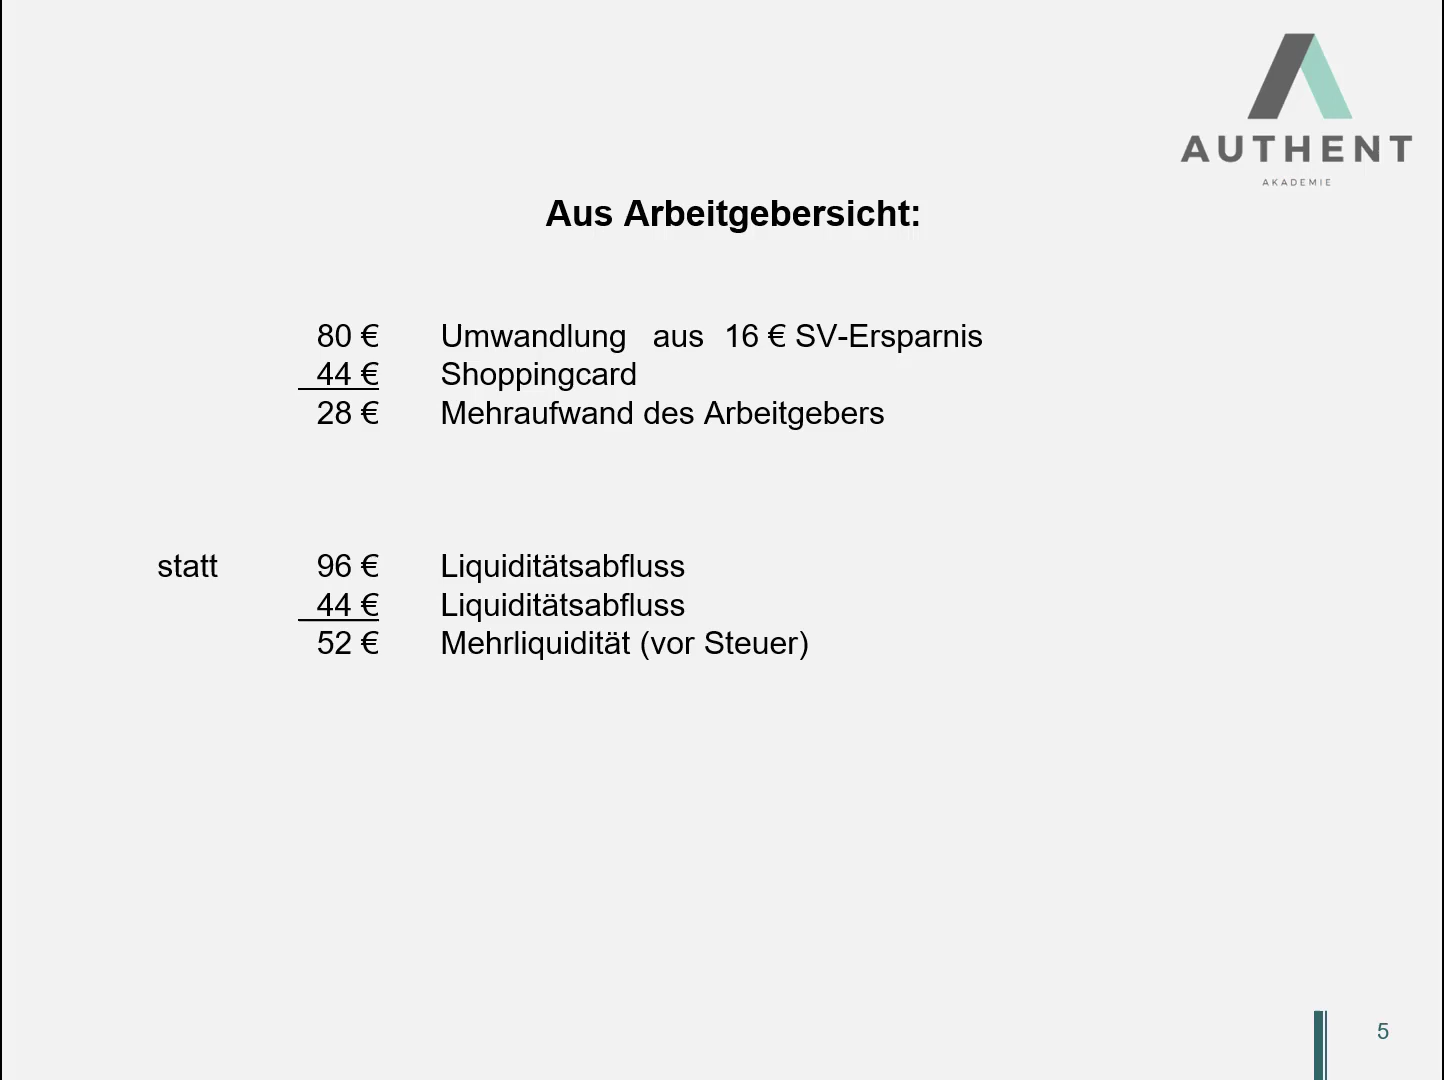 AUTHENT
AKADEMIE
Aus Arbeitgebersicht:
80 € Umwandlung aus 16 € SV-Ersparnis
44 € Shoppingcard
28 € Mehraufwand des Arbeitgebers
statt 96 € Liquiditätsabfluss
44 € Liquiditätsabfluss
52 € Mehrliquidität (vor Steuer)
5